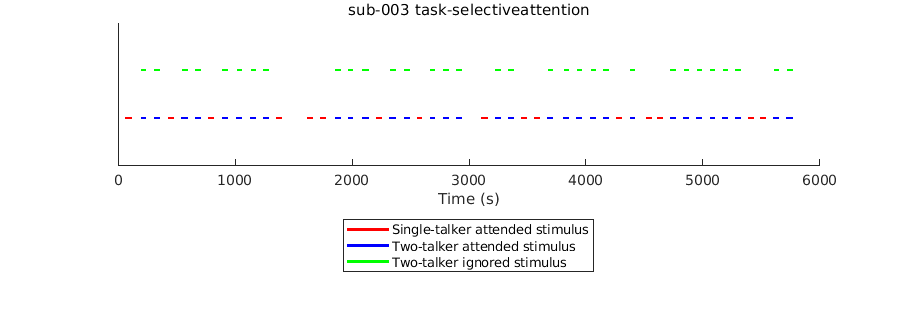 sub-003 task-selectiveattention
0 1000 2000 3000 4000 5000 6000
Time (s)
Single-talker attended stimulus
Two-talker attended stimulus
Two-talker ignored stimulus